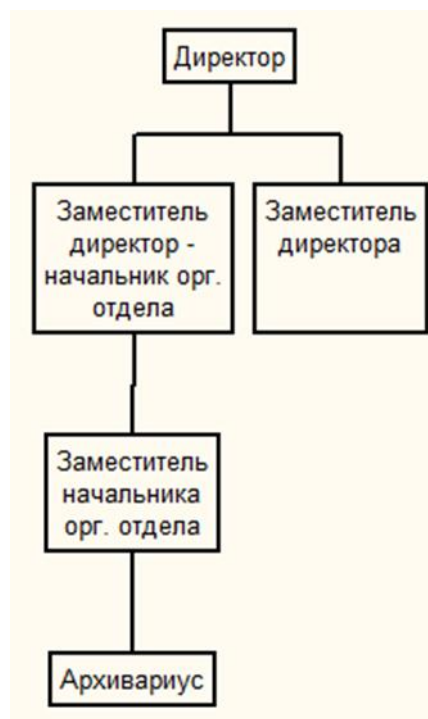 Директор
Заместитель
директор -
начальник орг.
отдела
Заместитель
директора
Заместитель
начальника
орг. отдела
Архивариус